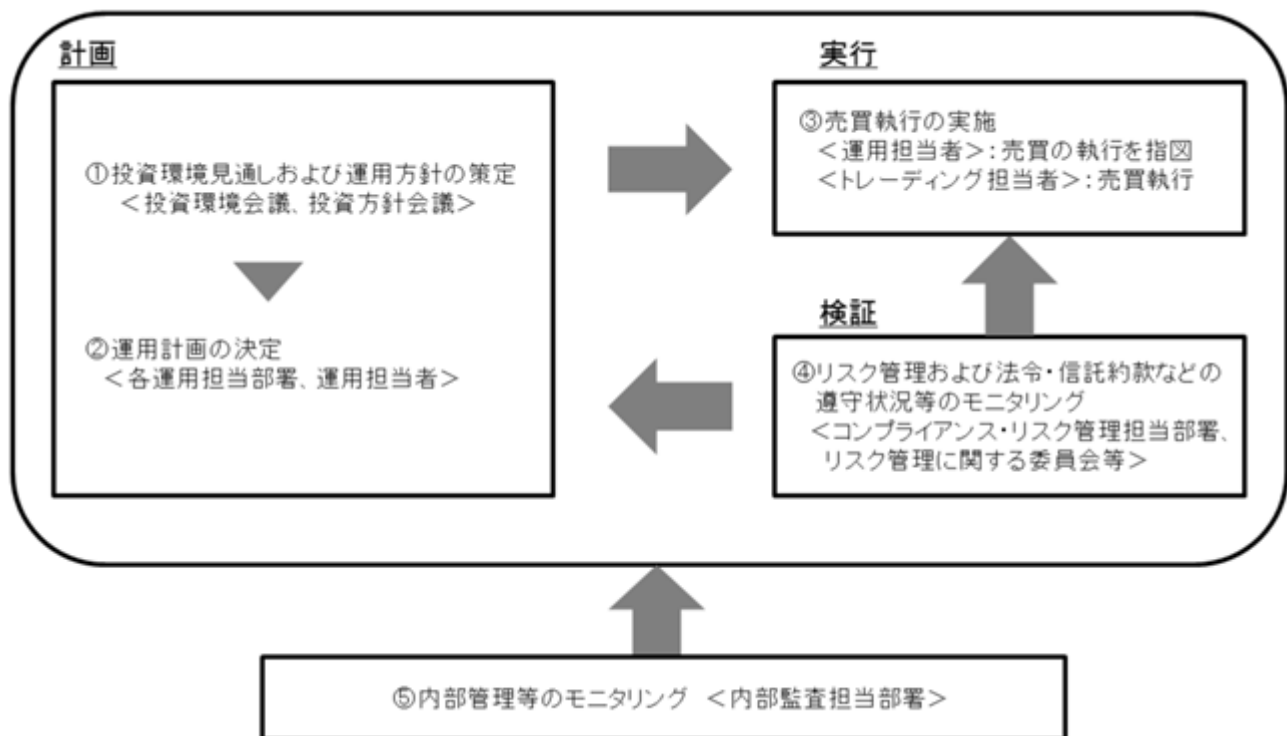 計画
①投資環境見通しおよび運用方針の策定
＜投資環境会議、投資方針会議＞
②運用計画の決定
＜各運用担当部署、運用担当者＞
実行
③売買執行の実施
＜運用担当者＞：売買の執行を指図
＜トレーディング担当者＞：売買執行
検証
④リスク管理および法令・信託約款などの
遵守状況等のモニタリング
＜コンプライアンス・リスク管理担当部署、
リスク管理に関する委員会等＞
⑤内部管理等のモニタリング ＜内部監査担当部署＞